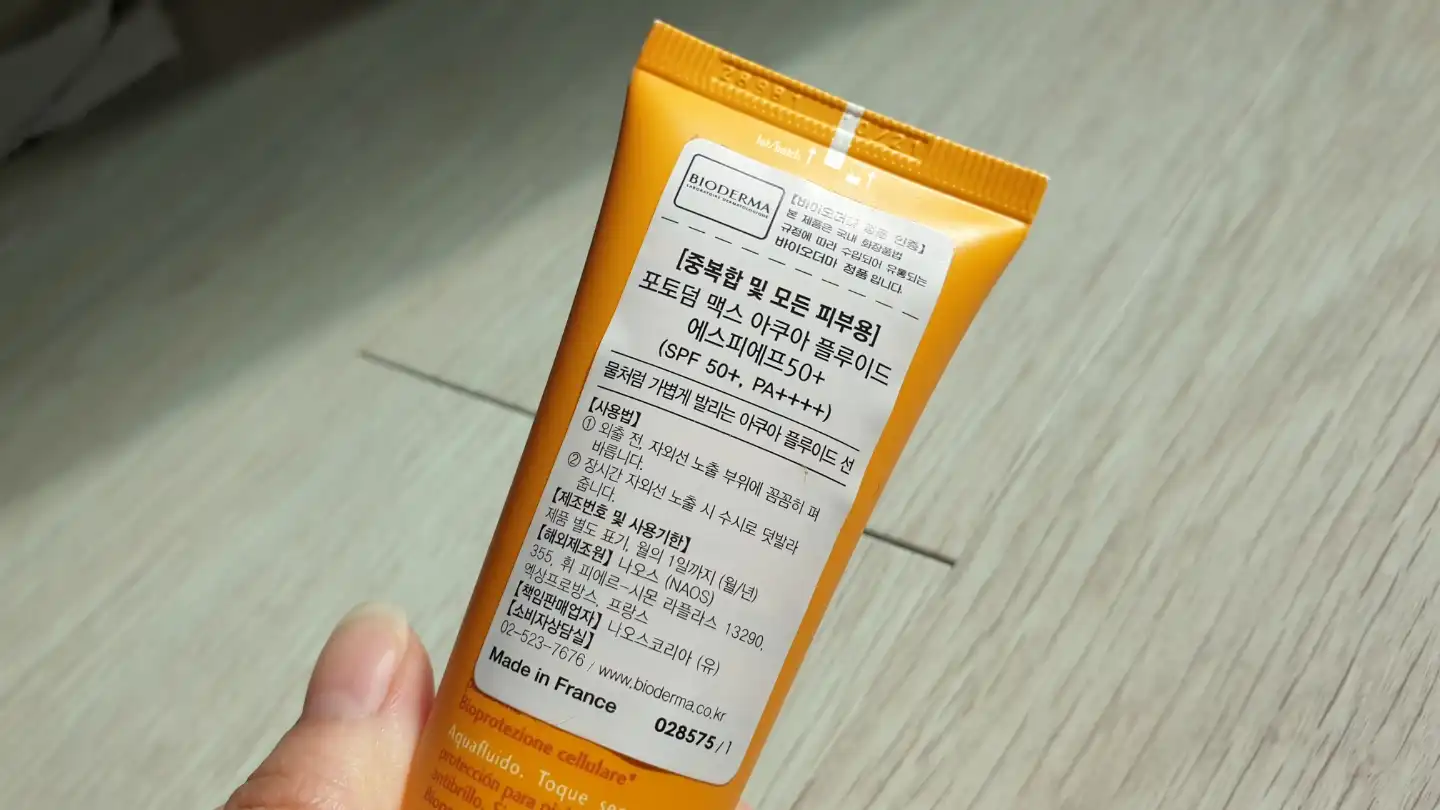 lot/batch
BIODERMA
LABORATOIRE DERMATOLOGIQUE
【바이오더마 정품 인증】
본 제품은 국내 화장품법
규정에 따라 수입되어 유통되는
바이오더마 정품 입니다.
[중복합 및 모든 피부용]
포토덤 맥스 아쿠아 플루이드
에스피에프50+
(SPF 50+, PA++++)
물처럼 가볍게 발리는 아쿠아 플루이드 선
【사용법】
① 외출 전, 자외선 노출 부위에 꼼꼼히 펴
바릅니다.
② 장시간 자외선 노출 시 수시로 덧발라
줍니다.
【제조번호 및 사용기한】
제품 별도 표기, 월의 1일까지 (월/년)
【해외제조원】 나오스 (NAOS)
355, 휘 피에르-시몬 라플라스 13290,
엑상프로방스, 프랑스
【책임판매업자】 나오스코리아 (유)
【소비자상담실】
02-523-7676 / www.bioderma.co.kr
Made in France
028575/1
Bioprotezione cellulare
Aquafluido. Toque
protección para
antibrillo.